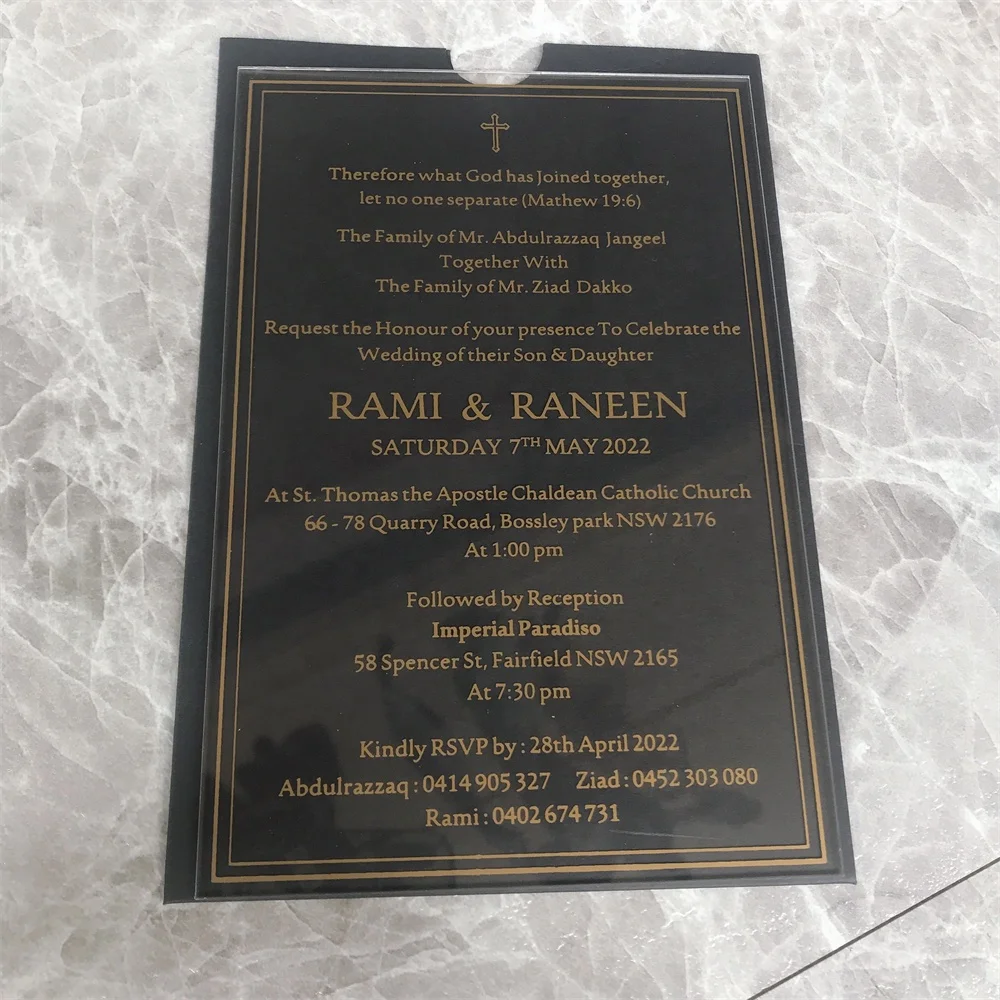 Therefore what God has Joined together,
let no one separate (Mathew 19:6)
The Family of Mr. Abdulrazzaq Jangeel
Together With
The Family of Mr. Ziad Dakko
Request the Honour of your presence To Celebrate the
Wedding of their Son & Daughter
RAMI & RANEEN
SATURDAY 7TH MAY 2022
At St. Thomas the Apostle Chaldean Catholic Church
66 - 78 Quarry Road, Bossley park NSW 2176
At 1:00 pm
Followed by Reception
Imperial Paradiso
58 Spencer St, Fairfield NSW 2165
At 7:30 pm
Kindly RSVP by : 28th April 2022
Abdulrazzaq : 0414 905 327 Ziad : 0452 303 080
Rami : 0402 674 731